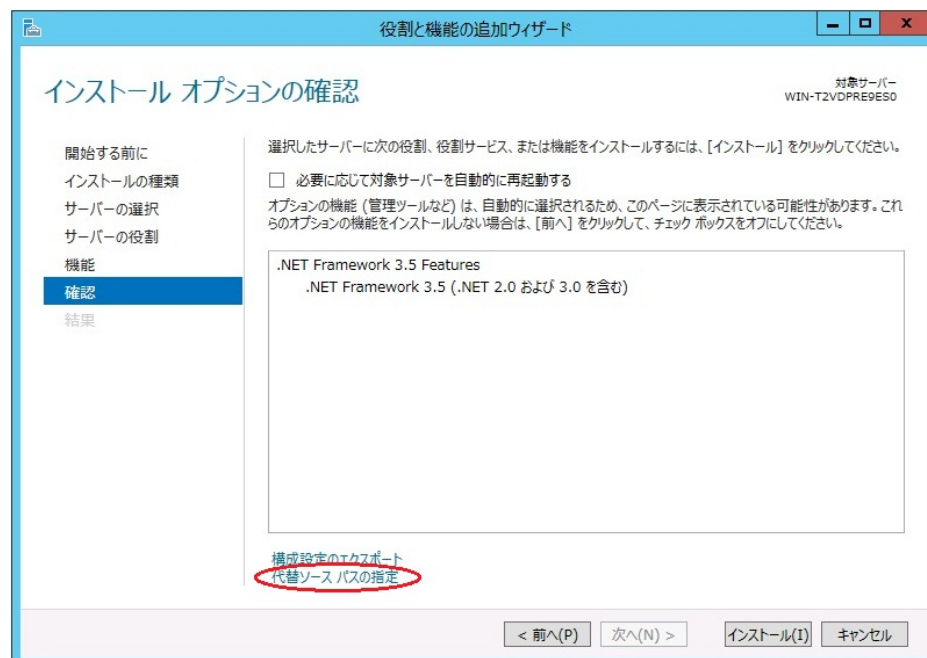 役割と機能の追加ウィザード
インストール オプションの確認
対象サーバー
WIN-T2VDPRE9ES0
開始する前に
インストールの種類
サーバーの選択
サーバーの役割
機能
確認
結果
選択したサーバーに次の役割、役割サービス、または機能をインストールするには、[インストール] をクリックしてください。
必要に応じて対象サーバーを自動的に再起動する
オプションの機能 (管理ツールなど) は、自動的に選択されるため、このページに表示されている可能性があります。これ
らのオプションの機能をインストールしない場合は、[前へ] をクリックして、チェック ボックスをオフにしてください。
.NET Framework 3.5 Features
.NET Framework 3.5 (.NET 2.0 および 3.0 を含む)
構成設定のエクスポート
代替ソース パスの指定
< 前へ(P)
次へ(N) >
インストール(I)
キャンセル